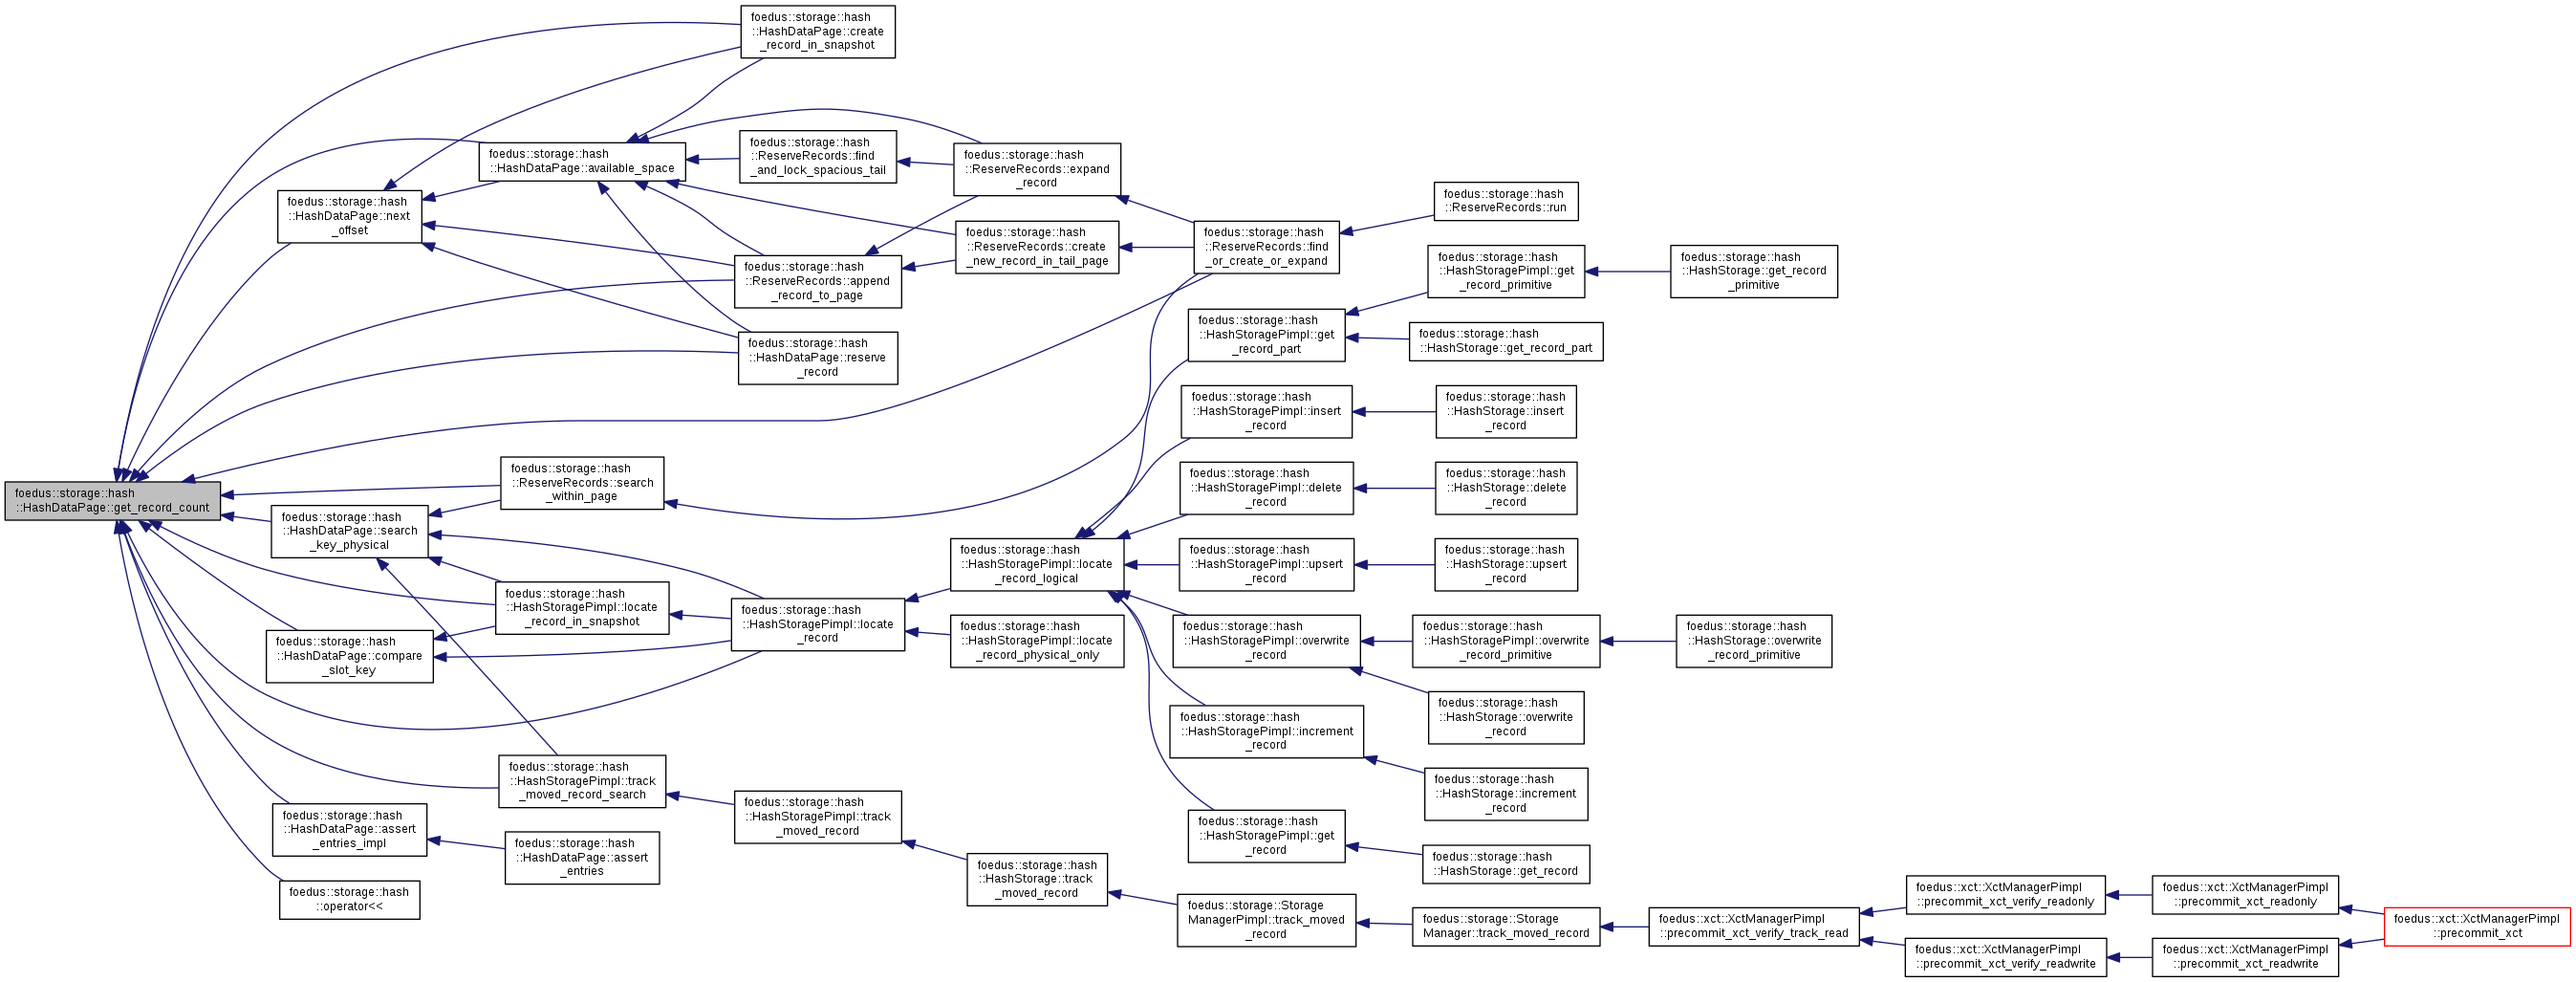 foedus::storage::hash
::HashDataPage::get_record_count
foedus::storage::hash
::HashDataPage::create
_record_in_snapshot
foedus::storage::hash
::HashDataPage::available_space
foedus::storage::hash
::HashDataPage::next
_offset
foedus::storage::hash
::ReserveRecords::find
_and_lock_spacious_tail
foedus::storage::hash
::ReserveRecords::append
_record_to_page
foedus::storage::hash
::HashDataPage::reserve
_record
foedus::storage::hash
::ReserveRecords::expand
_record
foedus::storage::hash
::ReserveRecords::create
_new_record_in_tail_page
foedus::storage::hash
::ReserveRecords::find
_or_create_or_expand
foedus::storage::hash
::ReserveRecords::run
foedus::storage::hash
::ReserveRecords::search
_within_page
foedus::storage::hash
::HashDataPage::search
_key_physical
foedus::storage::hash
::HashStoragePimpl::locate
_record_in_snapshot
foedus::storage::hash
::HashDataPage::compare
_slot_key
foedus::storage::hash
::HashStoragePimpl::locate
_record
foedus::storage::hash
::HashStoragePimpl::locate
_record_logical
foedus::storage::hash
::HashStoragePimpl::locate
_record_physical_only
foedus::storage::hash
::HashStoragePimpl::get
_record_part
foedus::storage::hash
::HashStoragePimpl::get
_record_primitive
foedus::storage::hash
::HashStorage::get_record
_primitive
foedus::storage::hash
::HashStorage::get_record_part
foedus::storage::hash
::HashStoragePimpl::insert
_record
foedus::storage::hash
::HashStorage::insert
_record
foedus::storage::hash
::HashStoragePimpl::delete
_record
foedus::storage::hash
::HashStorage::delete
_record
foedus::storage::hash
::HashStoragePimpl::upsert
_record
foedus::storage::hash
::HashStorage::upsert
_record
foedus::storage::hash
::HashStoragePimpl::overwrite
_record
foedus::storage::hash
::HashStoragePimpl::overwrite
_record_primitive
foedus::storage::hash
::HashStorage::overwrite
_record_primitive
foedus::storage::hash
::HashStorage::overwrite
_record
foedus::storage::hash
::HashStoragePimpl::increment
_record
foedus::storage::hash
::HashStorage::increment
_record
foedus::storage::hash
::HashStoragePimpl::get
_record
foedus::storage::hash
::HashStorage::get_record
foedus::storage::hash
::HashStoragePimpl::track
_moved_record_search
foedus::storage::hash
::HashStoragePimpl::track
_moved_record
foedus::storage::hash
::HashStorage::track
_moved_record
foedus::storage::Storage
ManagerPimpl::track_moved
_record
foedus::storage::Storage
Manager::track_moved_record
foedus::xct::XctManagerPimpl
::precommit_xct_verify_track_read
foedus::xct::XctManagerPimpl
::precommit_xct_verify_readonly
foedus::xct::XctManagerPimpl
::precommit_xct_readonly
foedus::xct::XctManagerPimpl
::precommit_xct
foedus::xct::XctManagerPimpl
::precommit_xct_verify_readwrite
foedus::xct::XctManagerPimpl
::precommit_xct_readwrite
foedus::storage::hash
::HashDataPage::assert
_entries_impl
foedus::storage::hash
::HashDataPage::assert
_entries
foedus::storage::hash
::operator<<